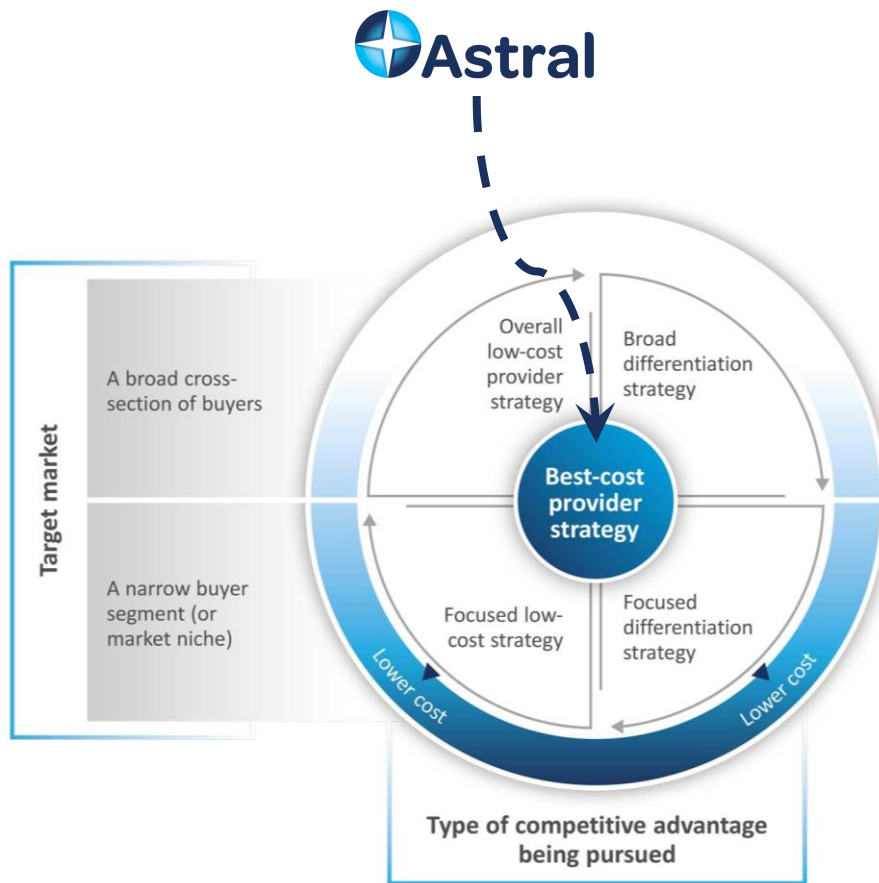 Astral
Overall
low-cost
provider
strategy
Broad
differentiation
strategy
A broad cross-
section of buyers
Target market
Best-cost
provider
strategy
A narrow buyer
segment (or
market niche)
Focused low-
cost strategy
Focused
differentiation
strategy
Lower cost
Lower cost
Type of competitive advantage
being pursued